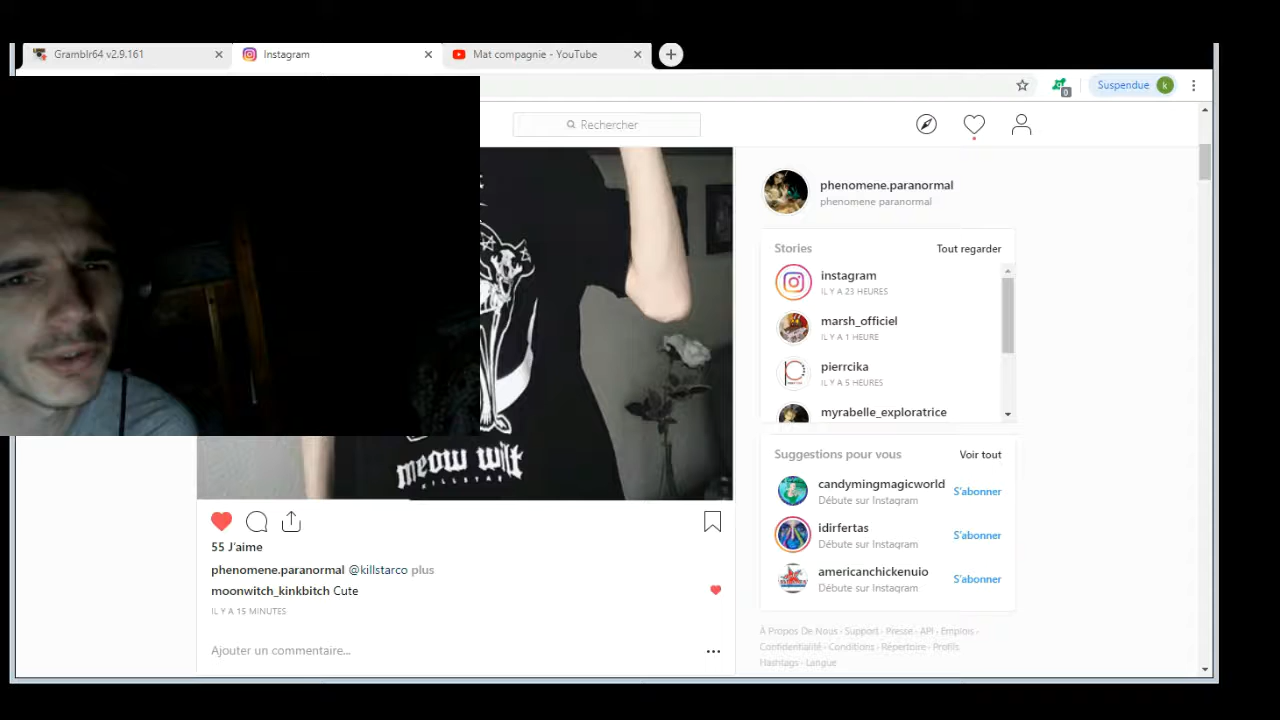 Gramblr64 v2.9.161
Instagram
Mat compagnie - YouTube
0
Suspendue
k
Rechercher
phenomene.paranormal
phenomene paranormal
Stories
Tout regarder
instagram
IL Y A 23 HEURES
marsh_officiel
IL Y A 1 HEURE
pierrcika
IL Y A 5 HEURES
myrabelle_exploratrice
meow wilt
KILLSTAR
Suggestions pour vous
Voir tout
candymingmagicworld
S'abonner
Débute sur Instagram
idirfertas
S'abonner
Débute sur Instagram
americanchickenuio
S'abonner
Débute sur Instagram
55 J'aime
phenomene.paranormal @killstarco plus
moonwitch_kinkbitch Cute
IL Y A 15 MINUTES
Ajouter un commentaire...
À Propos De Nous - Support - Presse - API - Emplois -
Confidentialité - Conditions - Répertoire - Profils
Hashtags - Langue